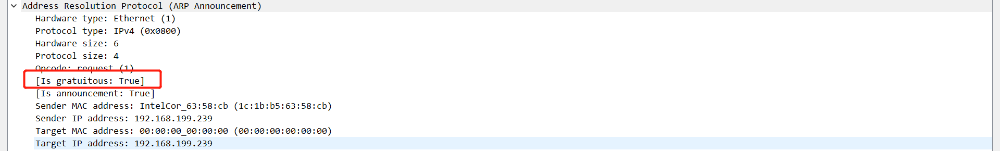 Address Resolution Protocol (ARP Announcement)
Hardware type: Ethernet (1)
Protocol type: IPv4 (0x0800)
Hardware size: 6
Protocol size: 4
Opcode: request (1)
[Is gratuitous: True]
[Is announcement: True]
Sender MAC address: IntelCor_63:58:cb (1c:1b:b5:63:58:cb)
Sender IP address: 192.168.199.239
Target MAC address: 00:00:00_00:00:00 (00:00:00:00:00:00)
Target IP address: 192.168.199.239